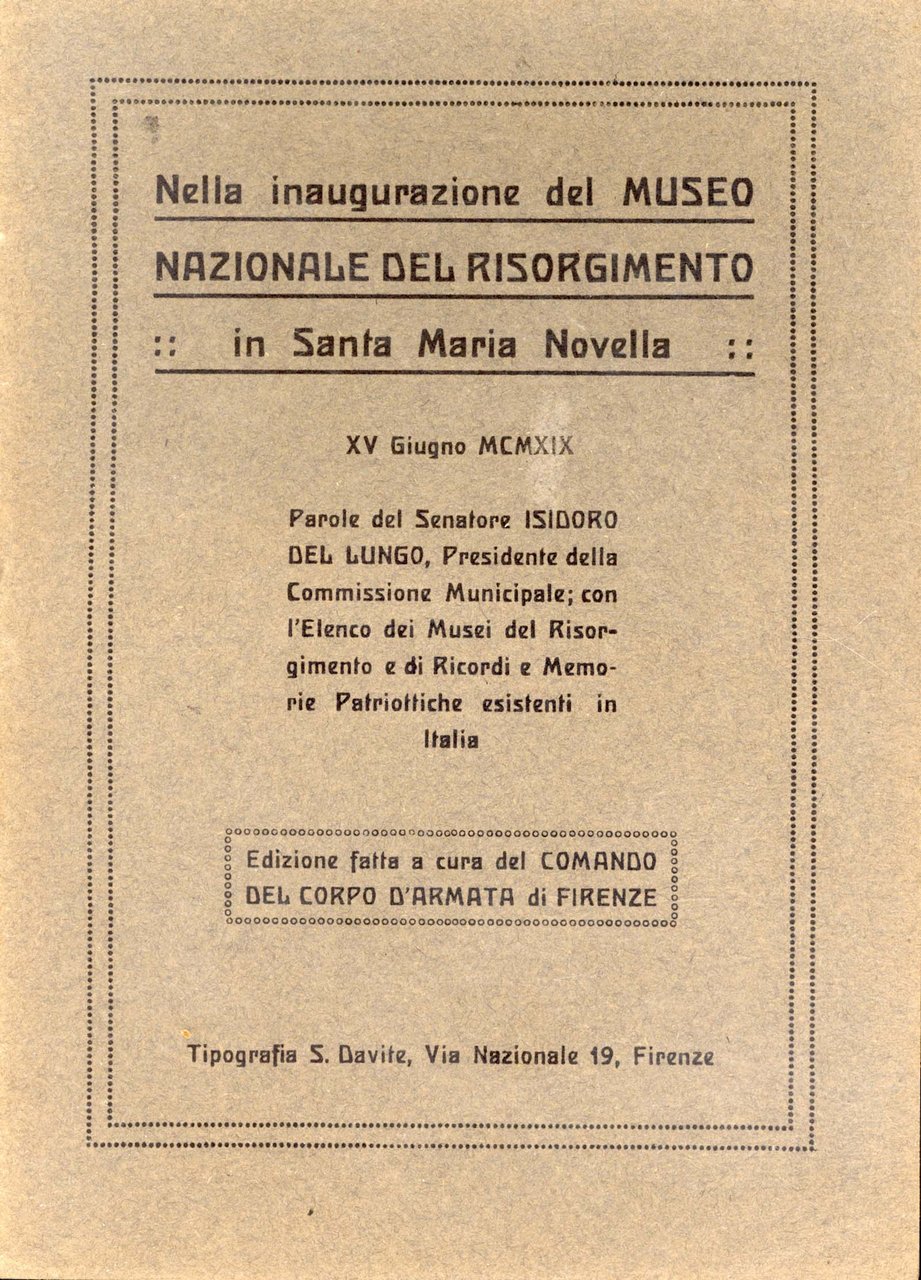 Nella inaugurazione del MUSEO
NAZIONALE DEL RISORGIMENTO
:: in Santa Maria Novella ::
XV Giugno MCMXIX
Parole del Senatore ISIDORO
DEL LUNGO, Presidente della
Commissione Municipale; con
l'Elenco dei Musei del Risor-
gimento e di Ricordi e Memo-
rie Patriottiche esistenti in
Italia
Edizione fatta a cura del COMANDO
DEL CORPO D'ARMATA di FIRENZE
Tipografia S. Davite, Via Nazionale 19, Firenze